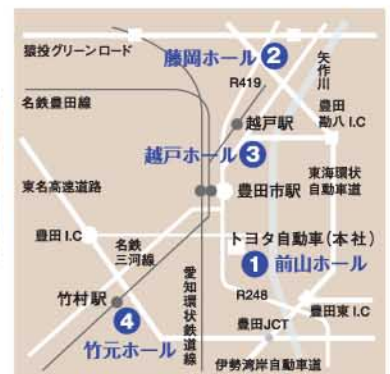 猿投グリーンロード
藤岡ホール 2
矢作川
R419
名鉄豊田線
豊田勘八 I.C
越戸駅
越戸ホール 3
東海環状自動車道
東名高速道路
豊田市駅
豊田 I.C
名鉄三河線
トヨタ自動車(本社)
1 前山ホール
愛知環状鉄道線
R248
竹村駅
4
竹元ホール
豊田東 I.C
豊田JCT
伊勢湾岸自動車道